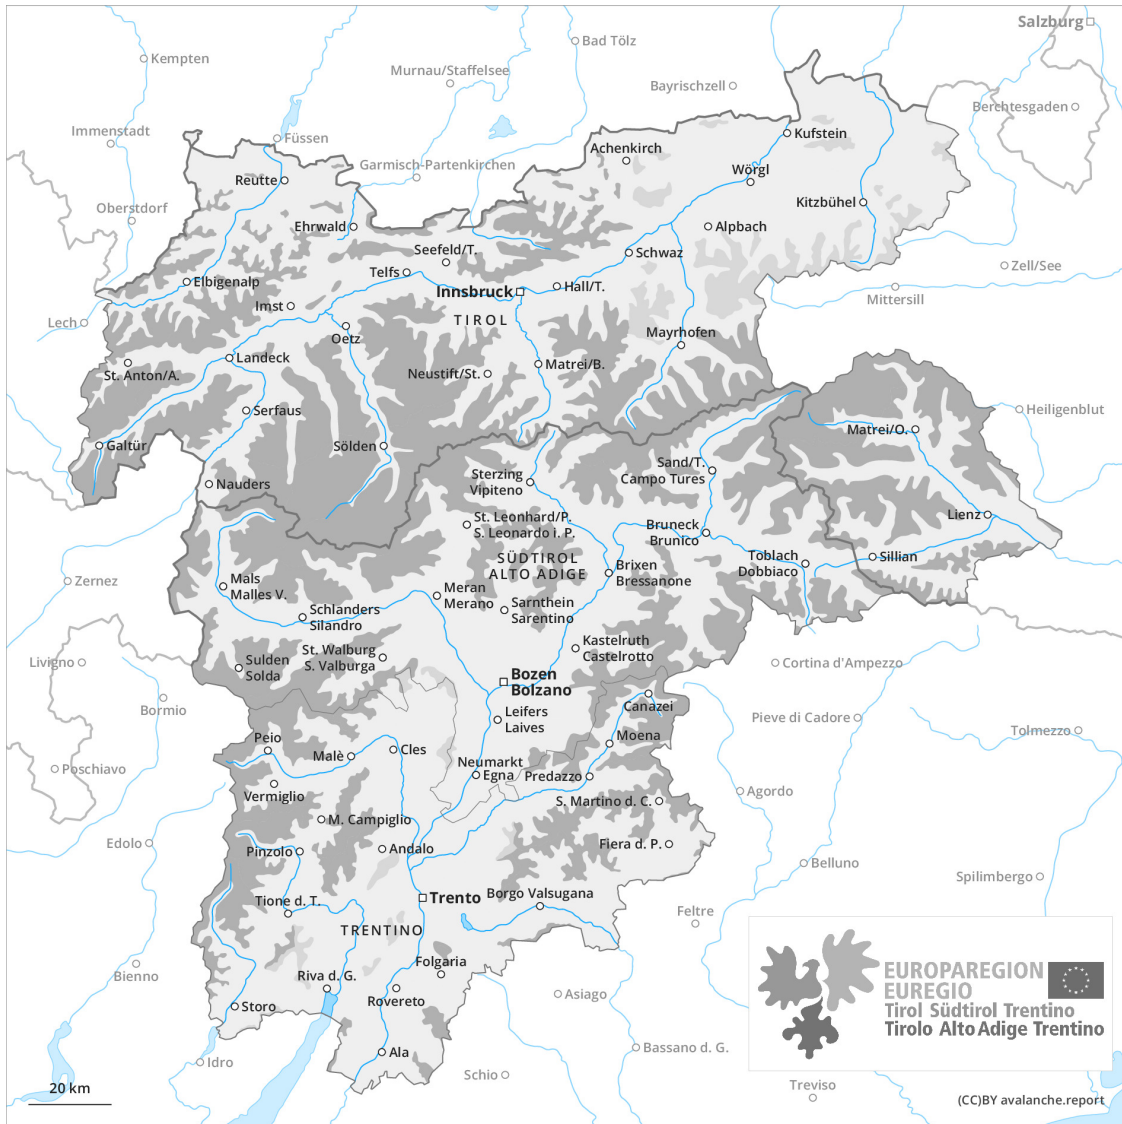 Salzburg
Kempten
Bad Tölz
Murnau/Staffelsee
Bayrischzell
Berchtesgaden
Immenstadt
Füssen
Kufstein
Achenkirch
Garmisch-Partenkirchen
Wörgl
Reutte
Oberstdorf
Kitzbühel
Ehrwald
Alpbach
Seefeld/T.
Schwaz
Telfs
Zell/See
Elbigenalp
Innsbruck
Hall/T.
Mittersill
Imst
Lech
TIROL
Oetz
Mayrhofen
Landeck
St. Anton/A.
Neustift/St.
Matrei/B.
Serfaus
Heiligenblut
Matrei/O.
Galtür
Sölden
Sterzing
Vipiteno
Sand/T.
Campo Tures
Nauders
St. Leonhard/P.
S. Leonardo i. P.
Bruneck
Brunico
Lienz
SÜDTIROL
ALTO ADIGE
Toblach
Dobbiaco
Sillian
Brixen
Bressanone
Zernez
Mals
Malles V.
Meran
Merano
Sarnthein
Sarentino
Schlanders
Silandro
St. Walburg
S. Valburga
Kastelruth
Castelrotto
Livigno
Sulden
Solda
Cortina d'Ampezzo
Bozen
Bolzano
Bormio
Canazei
Leifers
Laives
Pieve di Cadore
Tolmezzo
Peio
Moena
Malè
Cles
Poschiavo
Neumarkt
Egna
Predazzo
Vermiglio
S. Martino d. C.
Agordo
M. Campiglio
Edolo
Pinzolo
Andalo
Fiera d. P.
Belluno
Spilimbergo
Tione d. T.
Trento
Borgo Valsugana
Feltre
TRENTINO
Folgaria
Bienno
Riva d. G.
Rovereto
Asiago
Storo
EUROPAREGION
EUREGIO
Tirol Südtirol Trentino
Tirolo Alto Adige Trentino
Idro
Ala
Bassano d. G.
Schio
Treviso
20 km
(CC)BY avalanche.report